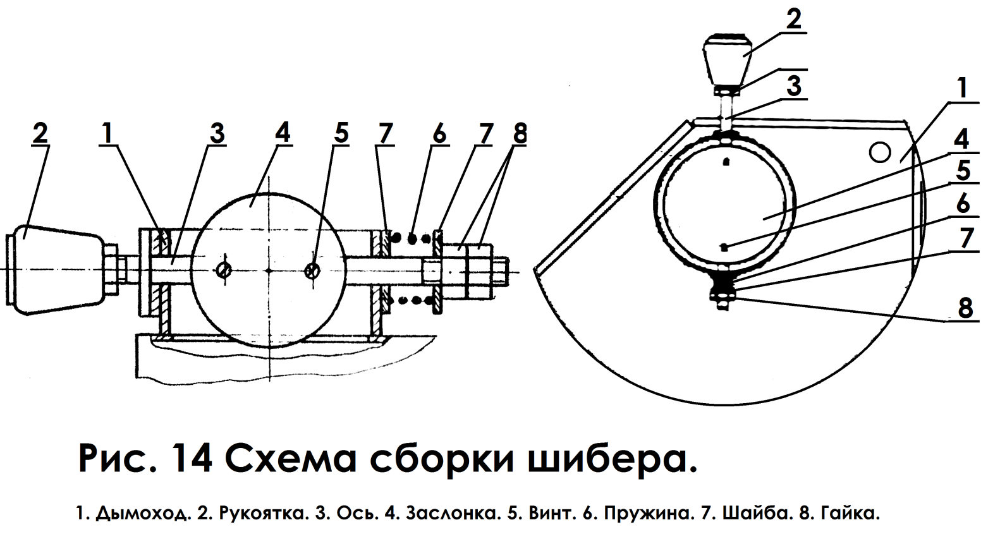 2 1 3 4 5 7 6 7 8
2
3
1
4
5
6
7
8
Рис. 14 Схема сборки шибера.
1. Дымоход. 2. Рукоятка. 3. Ось. 4. Заслонка. 5. Винт. 6. Пружина. 7. Шайба. 8. Гайка.